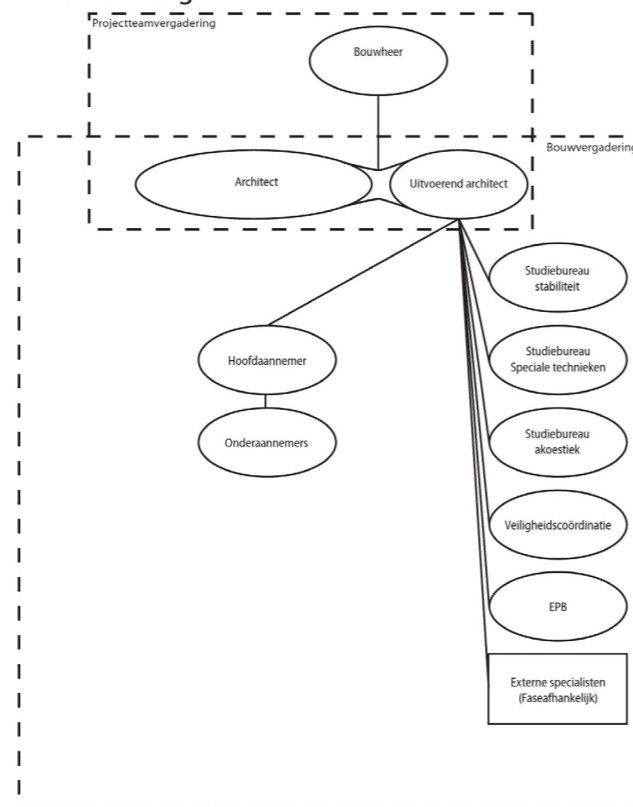 Projectteamvergadering
Bouwheer
Bouwvergadering
Architect
Uitvoerend architect
Studiebureau
stabiliteit
Studiebureau
Speciale technieken
Hoofdaannemer
Studiebureau
akoestiek
Onderaannemers
Veiligheidscoördinatie
EPB
Externe specialisten
(Faseafhankelijk)